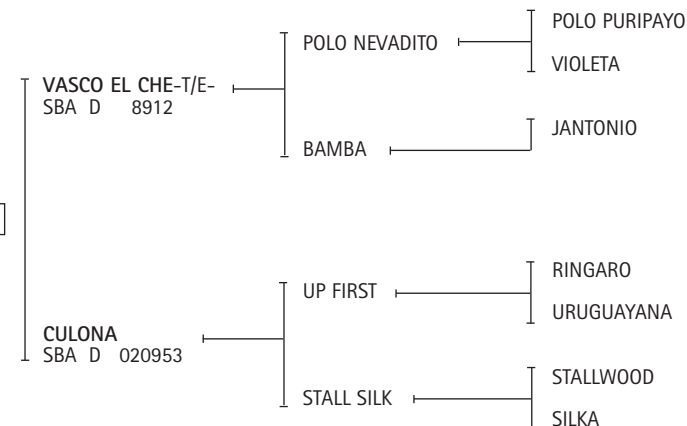 POLO PURIPAYO
POLO NEVADITO
VIOLETA
VASCO EL CHE-T/E-
SBA D 8912
JANTONIO
BAMBA
RINGARO
UP FIRST
URUGUAYANA
CULONA
SBA D 020953
STALLWOOD
STALL SILK
SILKA